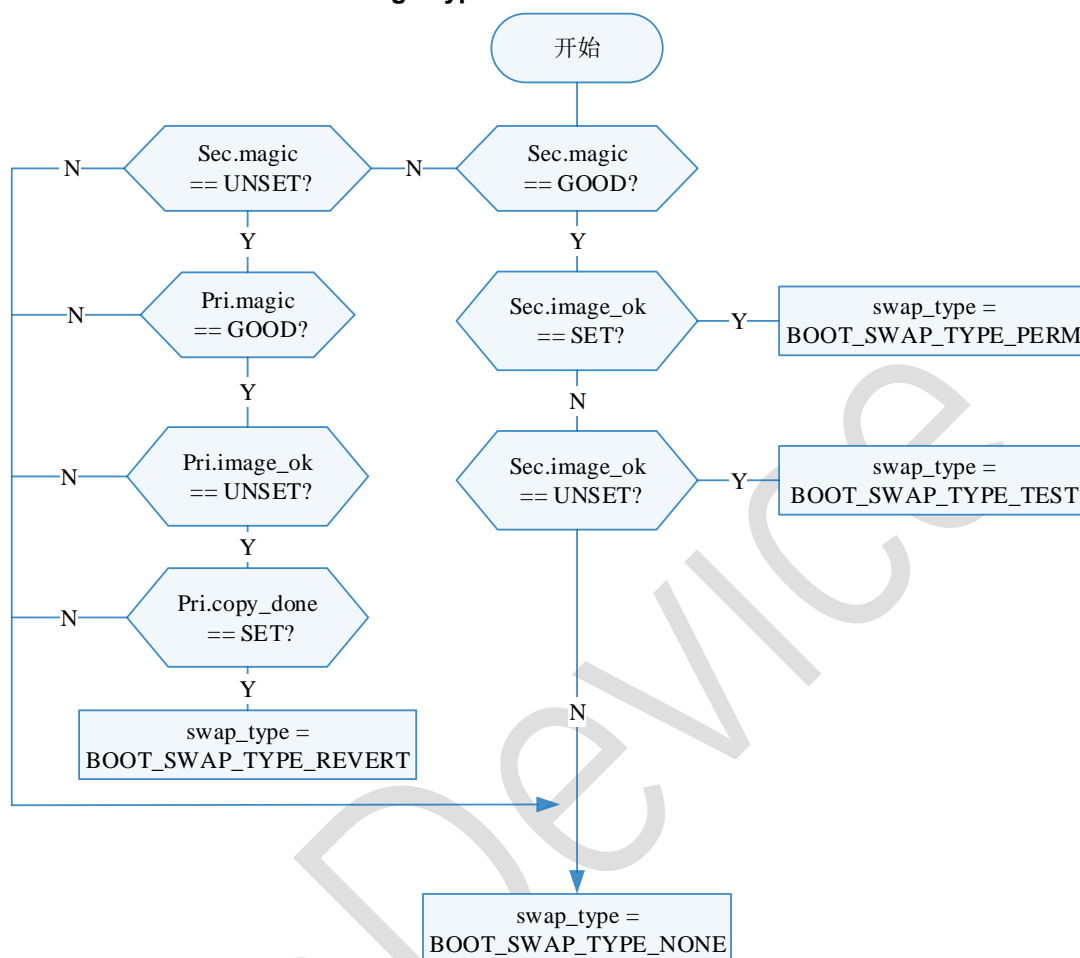 开始
Sec.magic
== GOOD?
N
Sec.magic
== UNSET?
N
Y
Y
Pri.magic
== GOOD?
N
Sec.image_ok
== SET?
Y
swap_type =
BOOT_SWAP_TYPE_PERM
Y
N
Pri.image_ok
== UNSET?
N
Sec.image_ok
== UNSET?
Y
swap_type =
BOOT_SWAP_TYPE_TEST
Y
Pri.copy_done
== SET?
N
Y
N
swap_type =
BOOT_SWAP_TYPE_REVERT
swap_type =
BOOT_SWAP_TYPE_NONE
Device